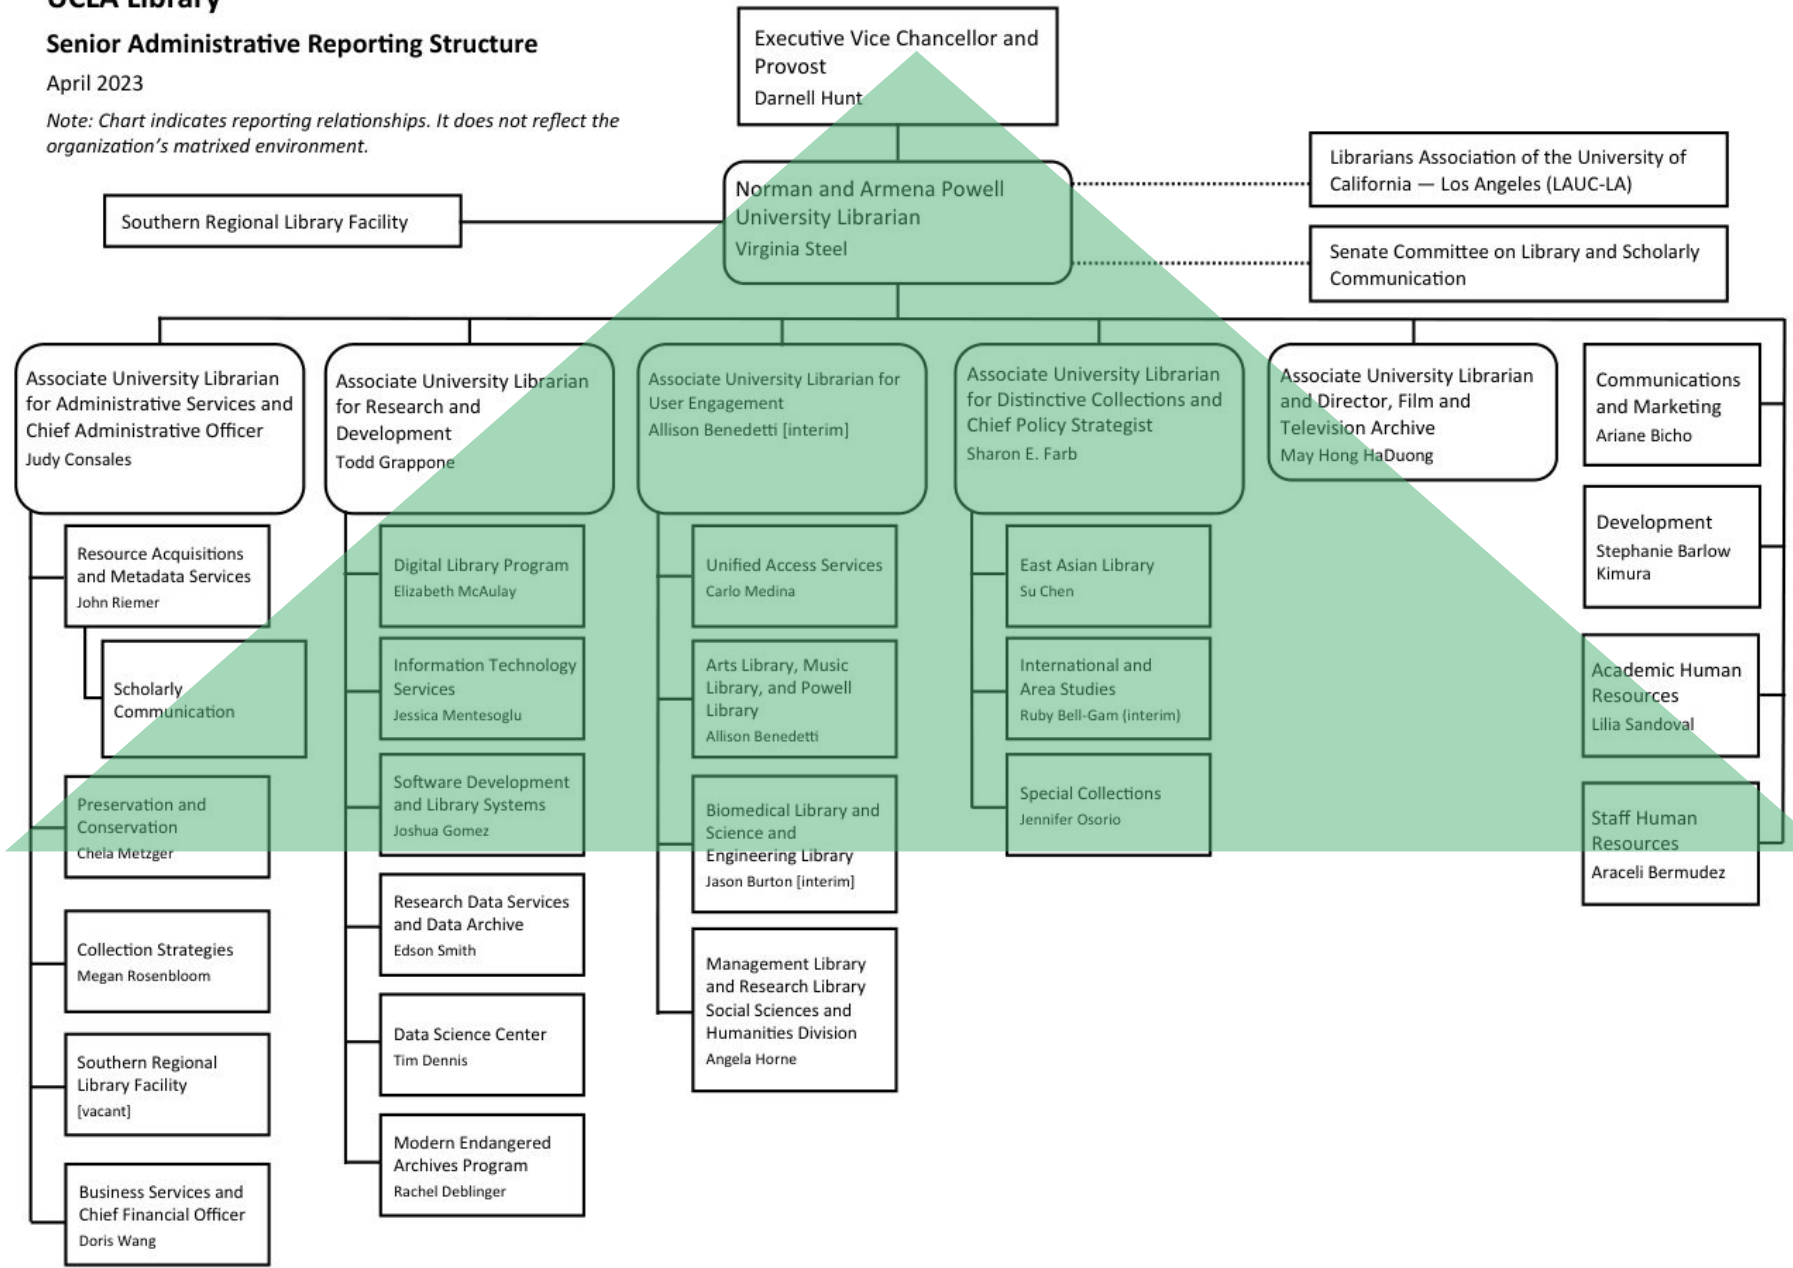 UCLA Library
Senior Administrative Reporting Structure
April 2023
Note: Chart indicates reporting relationships. It does not reflect the
organization's matrixed environment.
Executive Vice Chancellor and
Provost
Darnell Hunt
Norman and Armena Powell
University Librarian
Virginia Steel
Southern Regional Library Facility
Librarians Association of the University of
California — Los Angeles (LAUC-LA)
Senate Committee on Library and Scholarly
Communication
Associate University Librarian
for Administrative Services and
Chief Administrative Officer
Judy Consales
Resource Acquisitions
and Metadata Services
John Riemer
Scholarly
Communication
Preservation and
Conservation
Chela Metzger
Collection Strategies
Megan Rosenbloom
Southern Regional
Library Facility
[vacant]
Business Services and
Chief Financial Officer
Doris Wang
Associate University Librarian
for Research and
Development
Todd Grappone
Digital Library Program
Elizabeth McAulay
Information Technology
Services
Jessica Mentesoglu
Software Development
and Library Systems
Joshua Gomez
Research Data Services
and Data Archive
Edson Smith
Data Science Center
Tim Dennis
Modern Endangered
Archives Program
Rachel Deblinger
Associate University Librarian for
User Engagement
Allison Benedetti [interim]
Unified Access Services
Carlo Medina
Arts Library, Music
Library, and Powell
Library
Allison Benedetti
Biomedical Library and
Science and
Engineering Library
Jason Burton [interim]
Management Library
and Research Library
Social Sciences and
Humanities Division
Angela Horne
Associate University Librarian
for Distinctive Collections and
Chief Policy Strategist
Sharon E. Farb
East Asian Library
Su Chen
International and
Area Studies
Ruby Bell-Gam (interim)
Special Collections
Jennifer Osorio
Associate University Librarian
and Director, Film and
Television Archive
May Hong HaDuong
Communications
and Marketing
Ariane Bicho
Development
Stephanie Barlow
Kimura
Academic Human
Resources
Lilia Sandoval
Staff Human
Resources
Araceli Bermudez